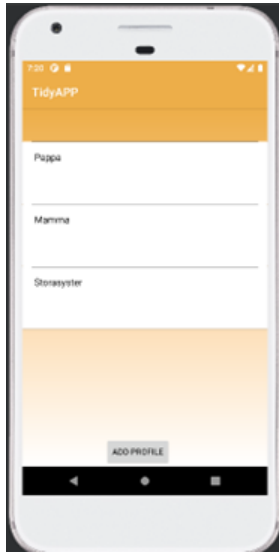 7:20
TidyAPP
Pappa
Mamma
Storasyster
ADD PROFILE